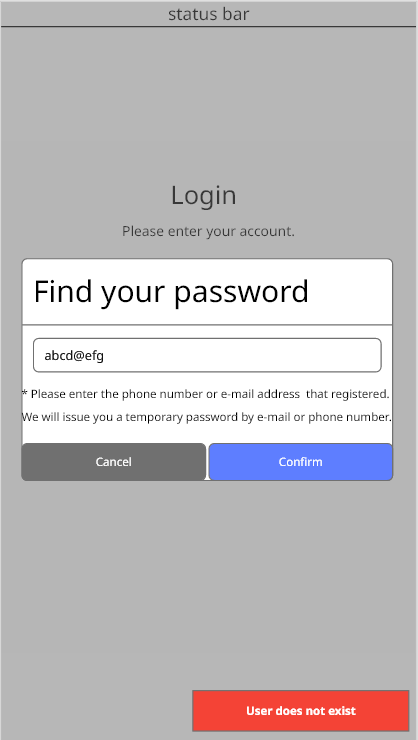 status bar
Login
Please enter your account.
Find your password
abcd@efg
* Please enter the phone number or e-mail address that registered.
We will issue you a temporary password by e-mail or phone number.
Cancel Confirm
User does not exist